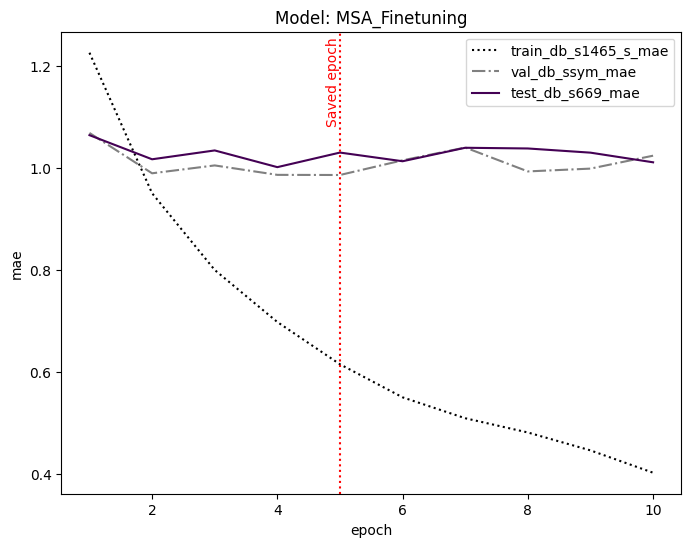 Model: MSA_Finetuning
train_db_s1465_s_mae
val_db_ssym_mae
test_db_s669_mae
Saved epoch
mae
1.2
1.0
0.8
0.6
0.4
2
4
6
8
10
epoch